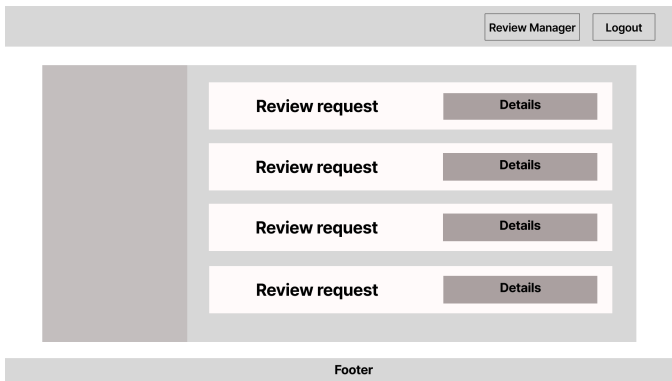 Review Manager
Logout
Review request
Details
Review request
Details
Review request
Details
Review request
Details
Footer